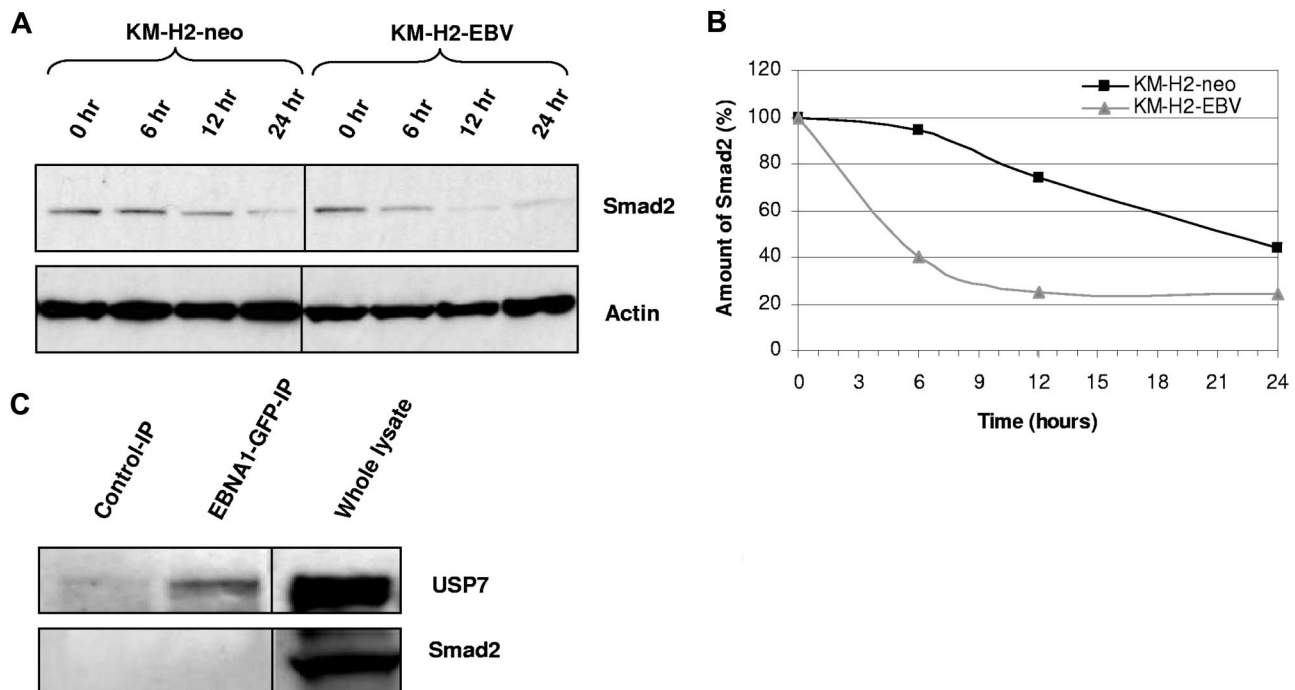 A
KM-H2-neo
KM-H2-EBV
0 hr
6 hr
12 hr
24 hr
0 hr
6 hr
12 hr
24 hr
Smad2
Actin
B
120
100
80
60
40
20
0
Amount of Smad2 (%)
KM-H2-neo
KM-H2-EBV
0
3
6
9
12
15
18
21
24
Time (hours)
C
Control-IP
EBNA1-GFP-IP
Whole lysate
USP7
Smad2